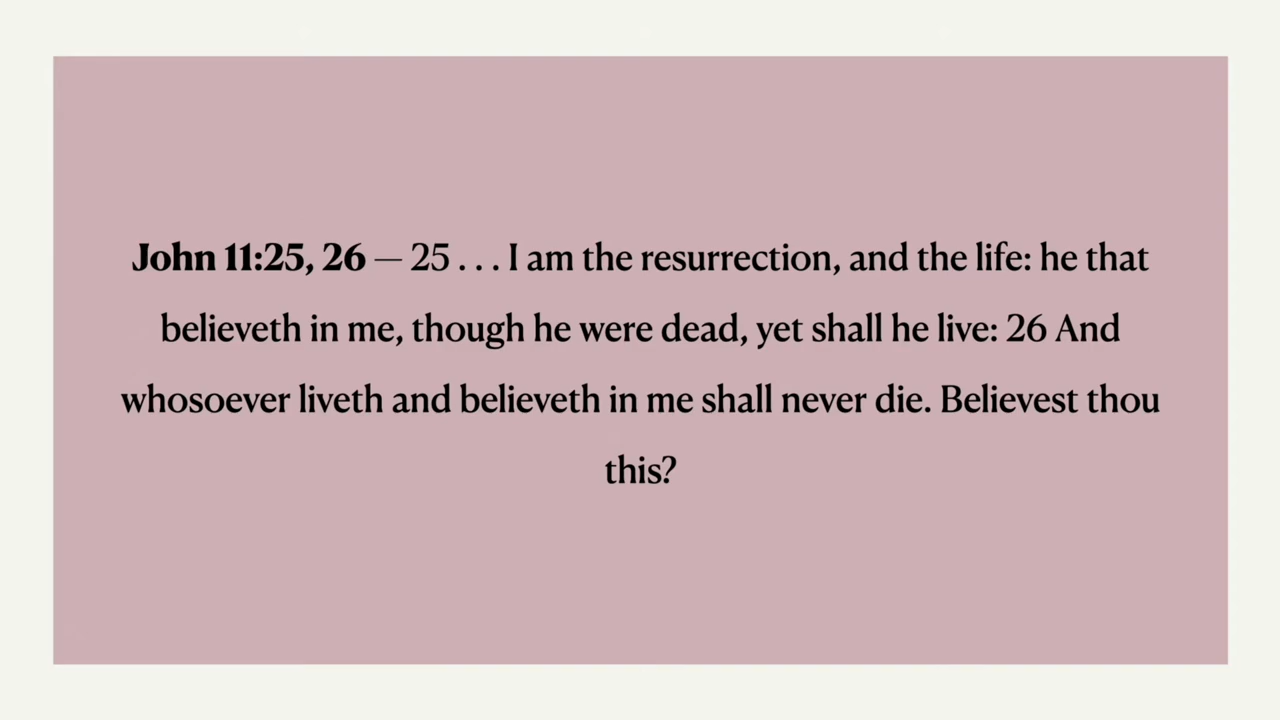 John 11:25, 26 — 25 . . . I am the resurrection, and the life: he that
believeth in me, though he were dead, yet shall he live: 26 And
whosoever liveth and believeth in me shall never die. Believest thou
this?